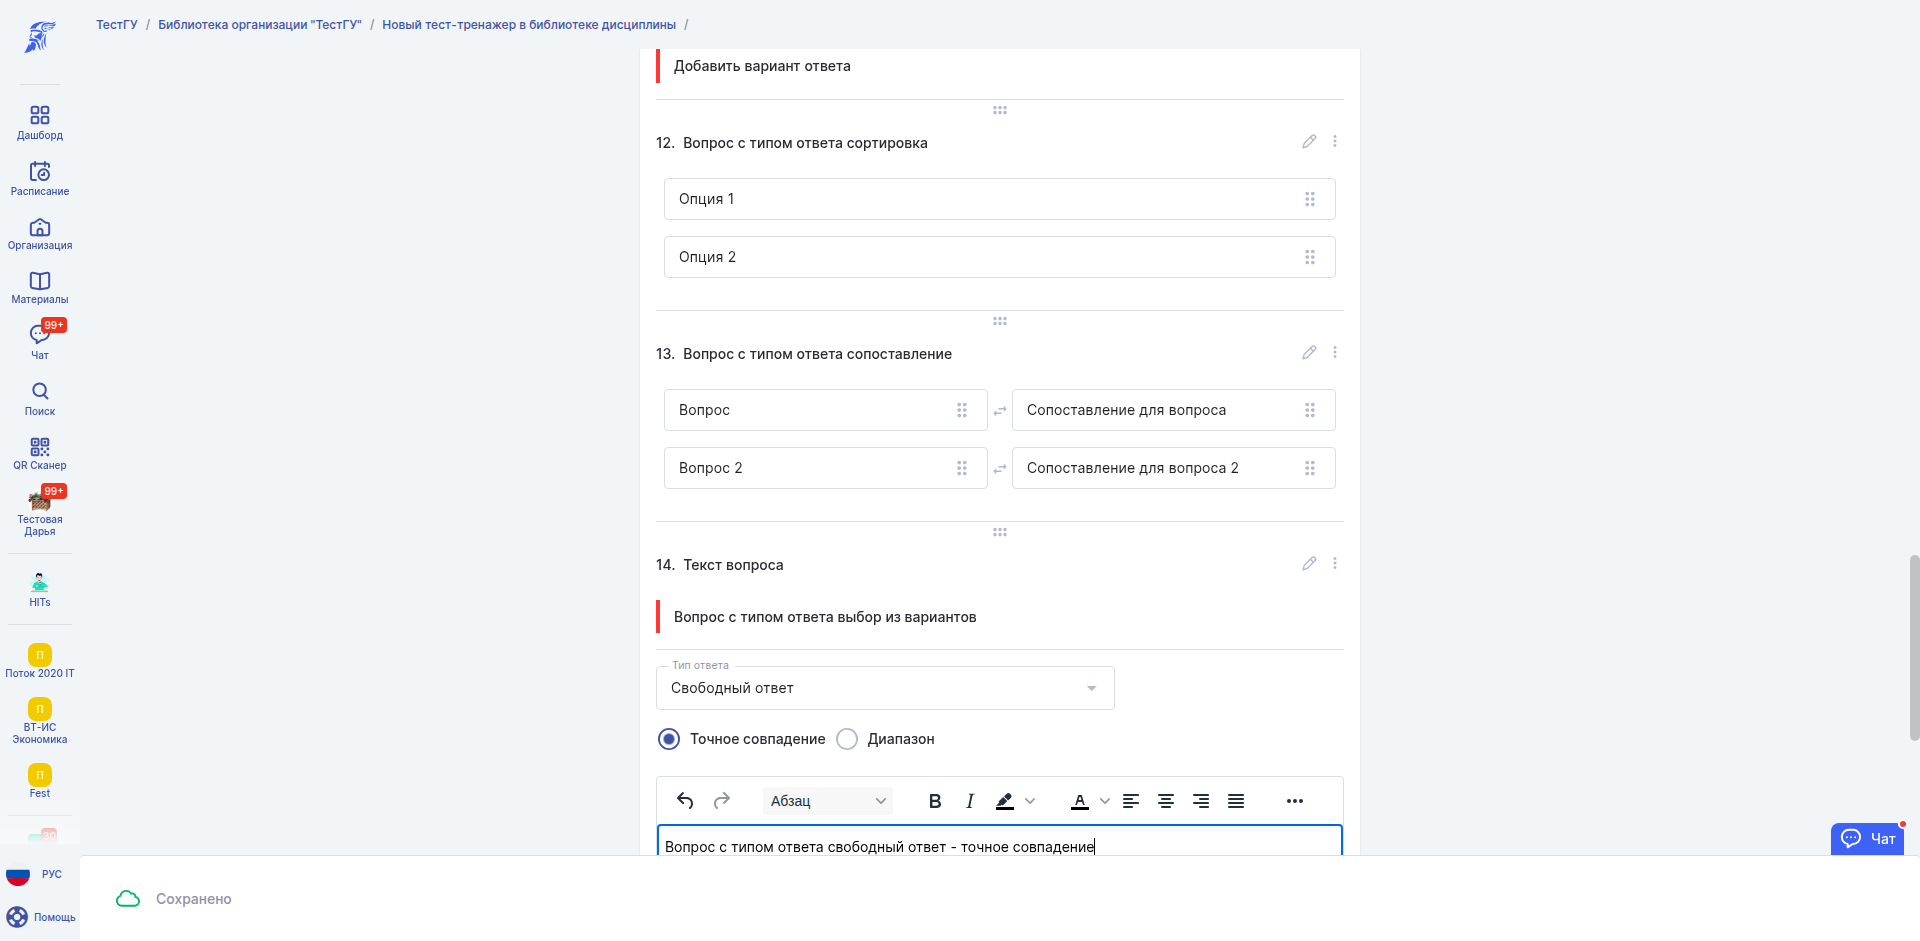 ТестГУ / Библиотека организации "ТестГУ" / Новый тест-тренажер в библиотеке дисциплины /
Дашборд
Расписание
Организация
Материалы
99+
Чат
Поиск
QR Сканер
99+
Тестовая
Дарья
HITs
П
Поток 2020 IT
П
ВТ-ИС
Экономика
П
Fest
30
РУС
Помощь
Добавить вариант ответа
12. Вопрос с типом ответа сортировка
Опция 1
Опция 2
13. Вопрос с типом ответа сопоставление
Вопрос Сопоставление для вопроса
Вопрос 2 Сопоставление для вопроса 2
14. Текст вопроса
Вопрос с типом ответа выбор из вариантов
Тип ответа
Свободный ответ
Точное совпадение Диапазон
Абзац B I A
Вопрос с типом ответа свободный ответ - точное совпадение
Чат
Сохранено